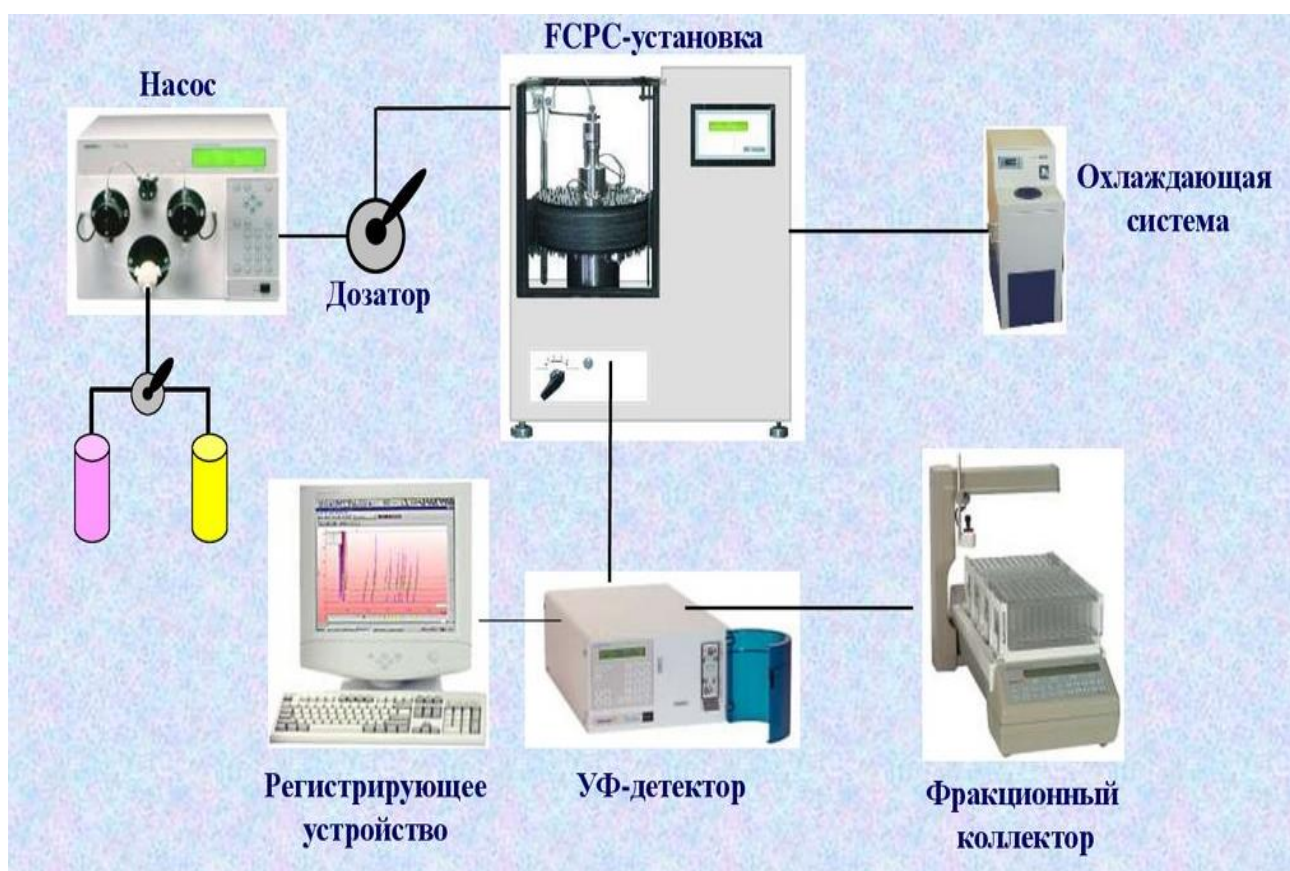 FCPC-установка
Насос
Охлаждающая
система
Дозатор
Регистрирующее
устройство
УФ-детектор
Фракционный
коллектор